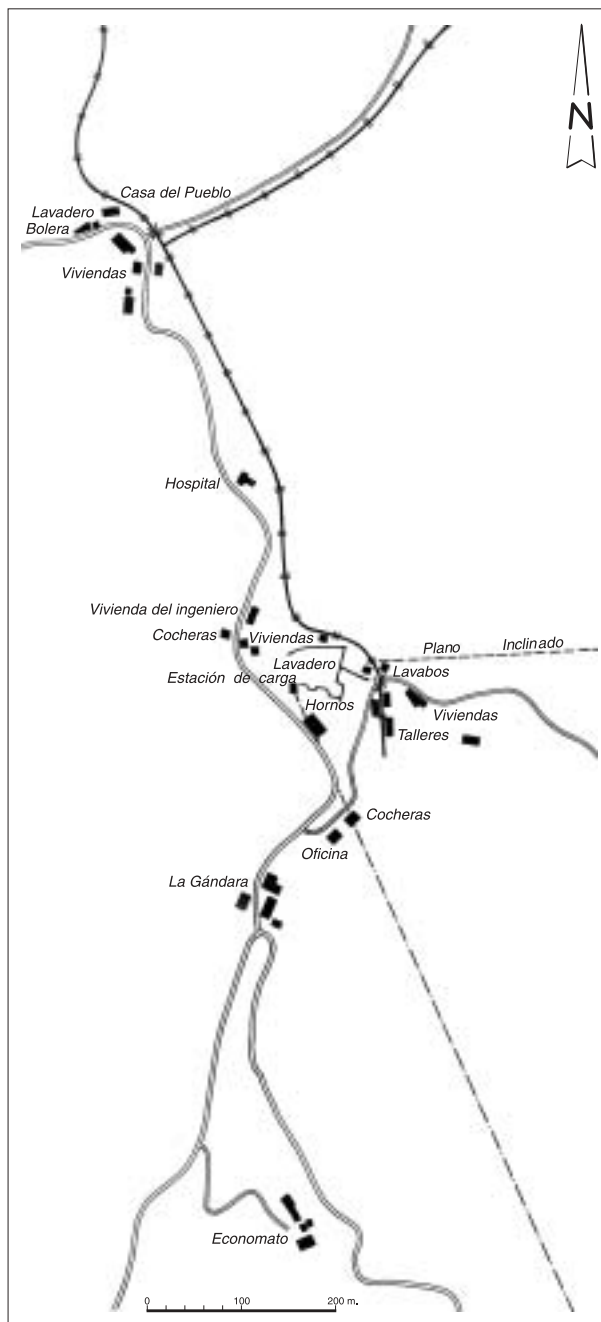 N
Casa del Pueblo
Lavadero
Bolera
Viviendas
Hospital
Vivienda del ingeniero
Cocheras
Viviendas
Plano Inclinado
Lavadero
Lavabos
Estación de carga
Hornos
Viviendas
Talleres
Cocheras
Oficina
La Gándara
Economato
0 100 200 m.